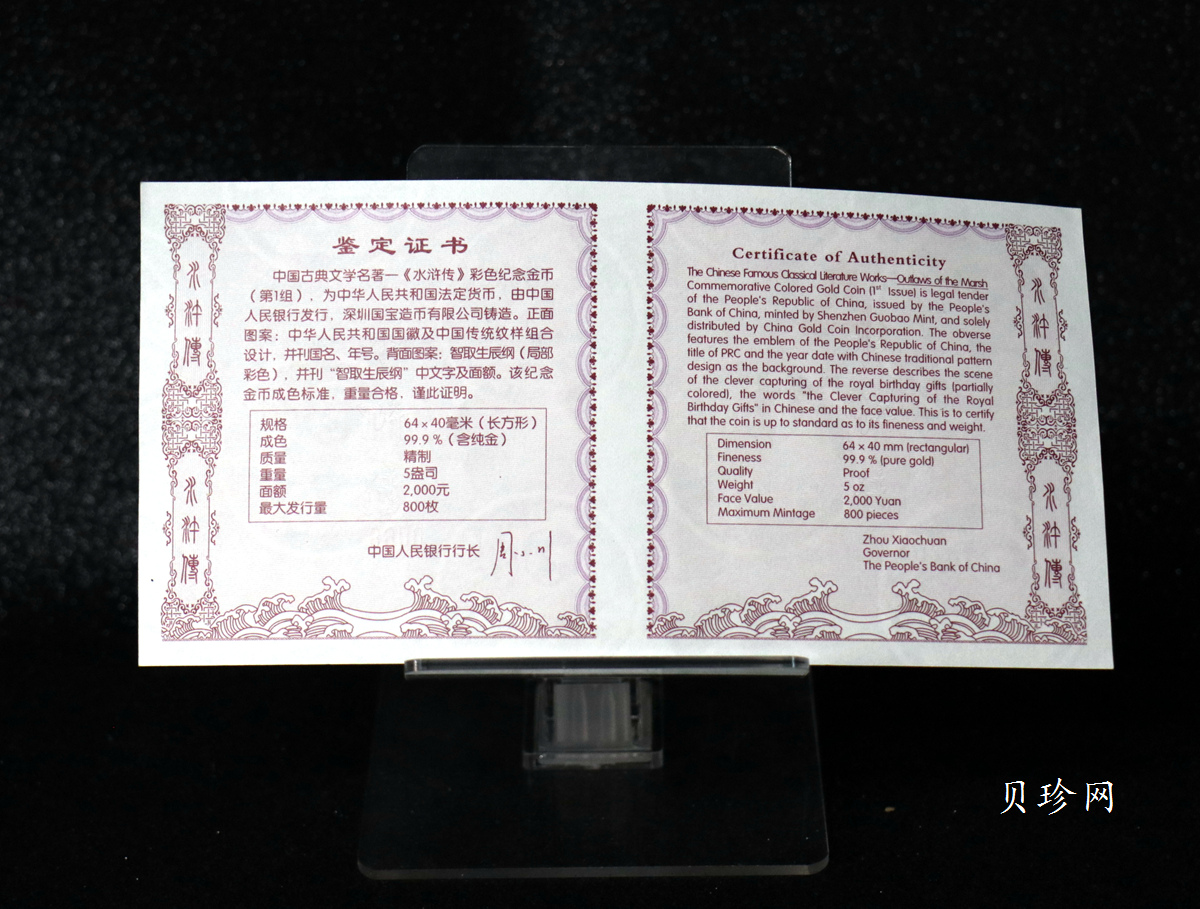 鉴定证书
中国古典文学名著—《水浒传》彩色纪念金币
（第1组），为中华人民共和国法定货币，由中国
人民银行发行，深圳国宝造币有限公司铸造。正面
图案：中华人民共和国国徽及中国传统纹样组合
设计，并刊国名、年号。背面图案：智取生辰纲（局部
彩色），并刊“智取生辰纲”中文字及面额。该纪念
金币成色标准，重量合格，谨此证明。
规格 64×40毫米（长方形）
成色 99.9％（含纯金）
质量 精制
重量 5盎司
面额 2,000元
最大发行量 800枚
中国人民银行行长
水浒傳
水浒傳
Certificate of Authenticity
The Chinese Famous Classical Literature Works—Outlaws of the Marsh
Commemorative Colored Gold Coin (1st Issue) is legal tender
of the People's Republic of China, issued by the People's
Bank of China, minted by Shenzhen Guobao Mint, and solely
distributed by China Gold Coin Incorporation. The obverse
features the emblem of the People's Republic of China, the
title of PRC and the year date with Chinese traditional pattern
design as the background. The reverse describes the scene
of the clever capturing of the royal birthday gifts (partially
colored), the words "the Clever Capturing of the Royal
Birthday Gifts" in Chinese and the face value. This is to certify
that the coin is up to standard as to its fineness and weight.
Dimension 64×40 mm (rectangular)
Fineness 99.9 % (pure gold)
Quality Proof
Weight 5 oz
Face Value 2,000 Yuan
Maximum Mintage 800 pieces
Zhou Xiaochuan
Governor
The People's Bank of China
水浒傳
水浒傳
贝珍网